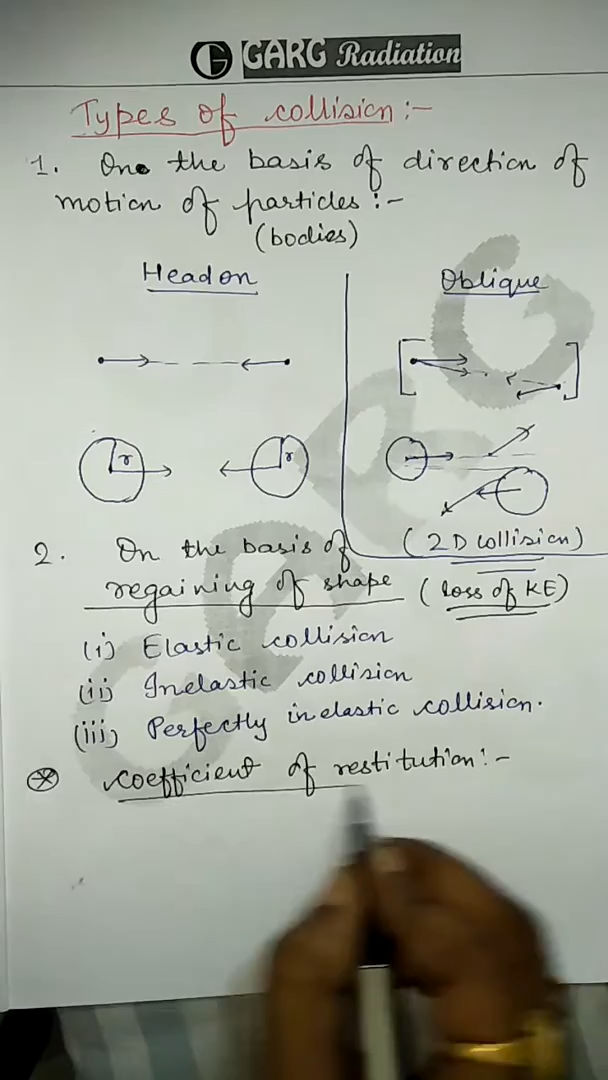 G GARG Radiation
Types of collision :-
1. One the basis of direction of
motion of particles :-
(bodies)
Head on
Oblique
r
r
(2D collision)
2. On the basis of
regaining of shape (loss of KE)
(i) Elastic collision
(ii) Inelastic collision
(iii) Perfectly inelastic collision.
coefficient of restitution :-
GARG